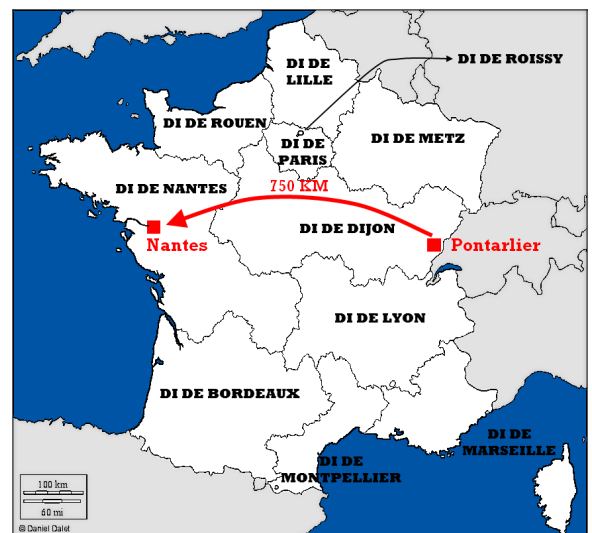 DI DE
LILLE
DI DE ROISSY
DI DE ROUEN
DI DE
PARIS
DI DE METZ
DI DE NANTES
750 KM
Nantes
DI DE DIJON
Pontarlier
DI DE LYON
DI DE BORDEAUX
DI DE
MARSEILLE
DI DE
MONTPELLIER
100 km
60 mi
© Daniel Dalet